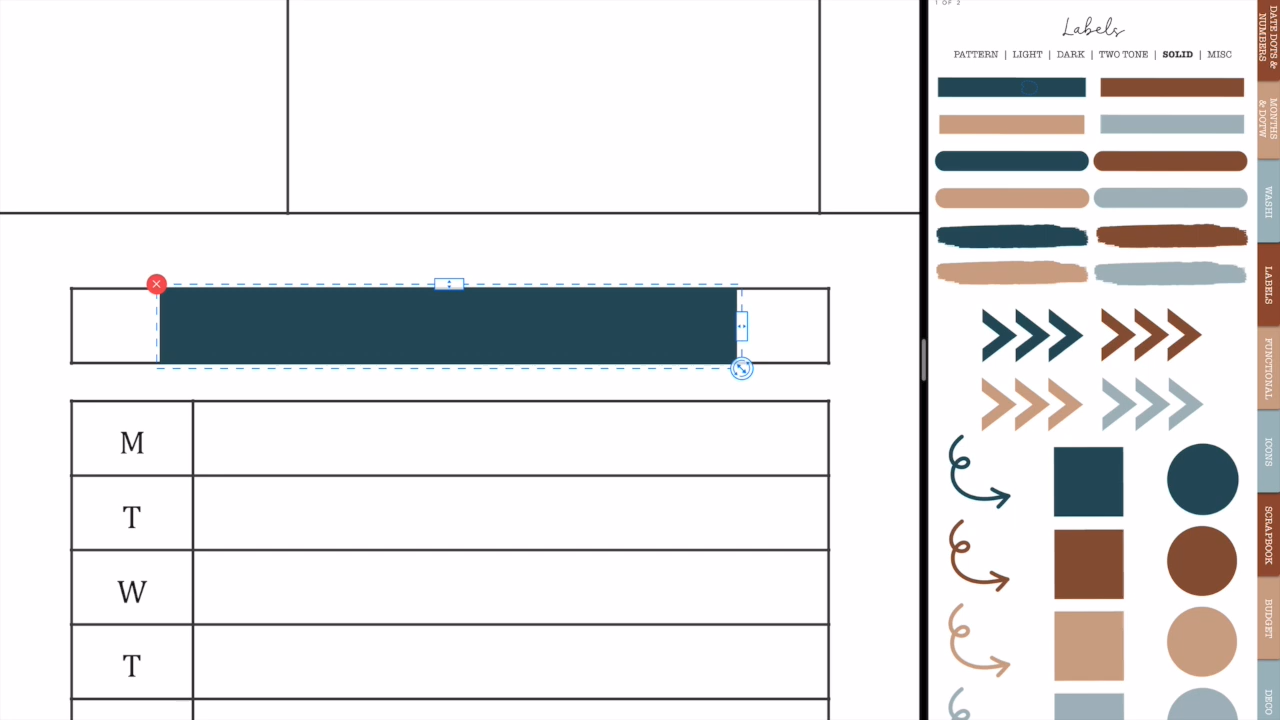 1 OF 2
Labels
PATTERN | LIGHT | DARK | TWO TONE | SOLID | MISC
M
T
W
T
DATE DOTS &
NUMBERS
MONTHS
& DOTW
WASHI
LABELS
FUNCTIONAL
ICONS
SCRAPBOOK
BUDGET
DECO